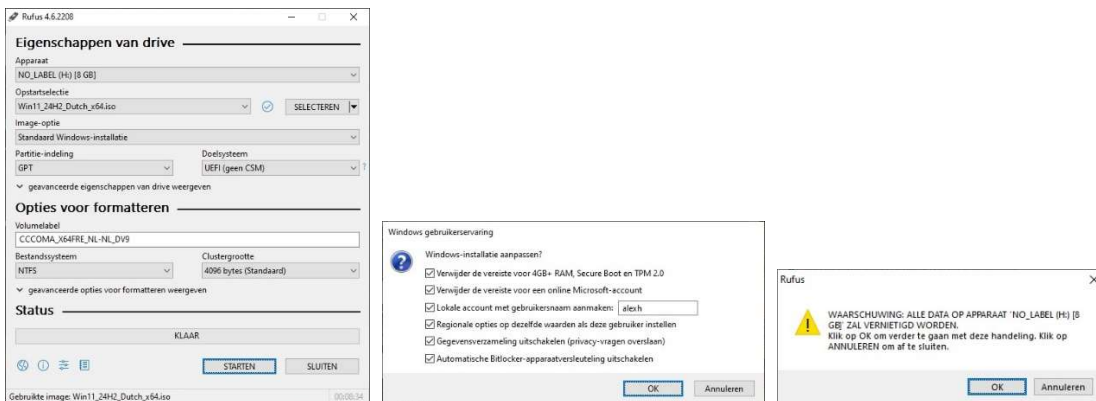 Rufus 4.6.2208
Eigenschappen van drive
Apparaat
NO_LABEL (H:) [8 GB]
Opstartselectie
Win11_24H2_Dutch_x64.iso
SELECTEREN
Image-optie
Standaard Windows-installatie
Partitie-indeling
Doelsysteem
GPT
UEFI (geen CSM)
?
geavanceerde eigenschappen van drive weergeven
Opties voor formatteren
Volumelabel
CCCOMA_X64FRE_NL-NL_DV9
Bestandssysteem
Clustergrootte
NTFS
4096 bytes (Standaard)
geavanceerde opties voor formatteren weergeven
Status
KLAAR
STARTEN
SLUITEN
Gebruikte image: Win11_24H2_Dutch_x64.iso
Windows gebruikerservaring
Windows-installatie aanpassen?
Verwijder de vereiste voor 4GB+ RAM, Secure Boot en TPM 2.0
Verwijder de vereiste voor een online Microsoft-account
Lokale account met gebruikersnaam aanmaken: alexh
Regionale opties op dezelfde waarden als deze gebruiker instellen
Gegevensverzameling uitschakelen (privacy-vragen overslaan)
Automatische Bitlocker-apparaatversleuteling uitschakelen
OK
Annuleren
Rufus
WAARSCHUWING: ALLE DATA OP APPARAAT 'NO_LABEL (H:) [8
GB]' ZAL VERNIETIGD WORDEN.
Klik op OK om verder te gaan met deze handeling. Klik op
ANNULEREN om af te sluiten.
OK
Annuleren